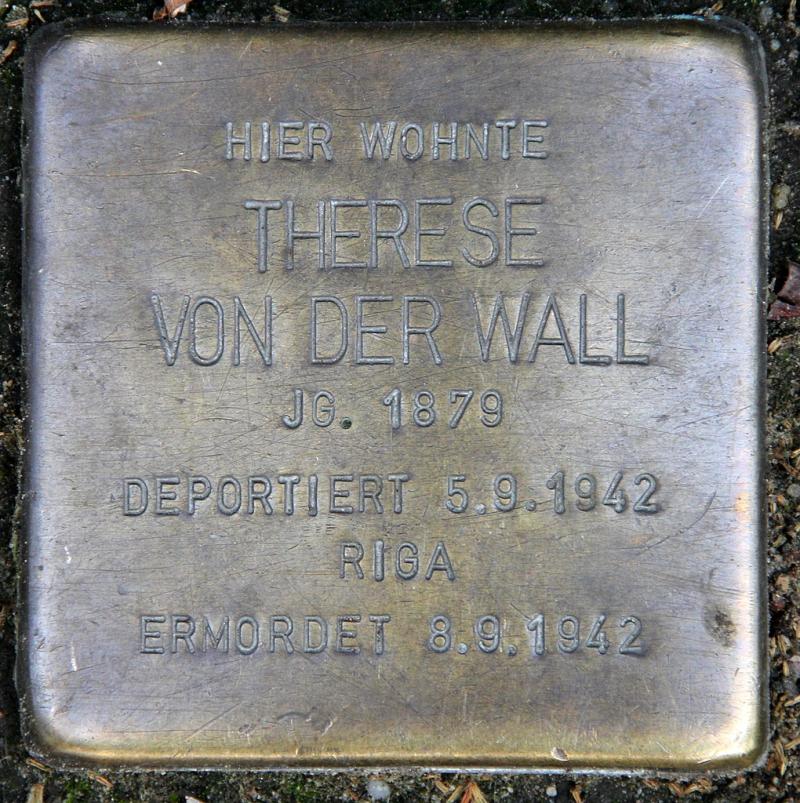 HIER WOHNTE
THERESE
VON DER WALL
JG. 1879
DEPORTIERT 5.9.1942
RIGA
ERMORDET 8.9.1942